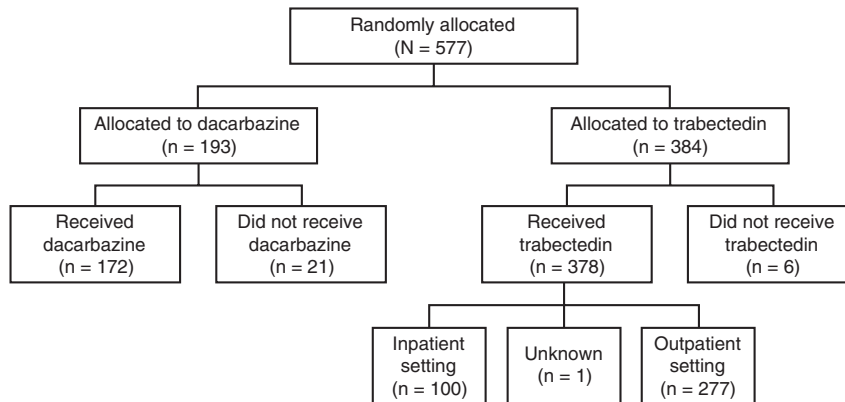 Randomly allocated
(N = 577)
Allocated to dacarbazine
(n = 193)
Allocated to trabectedin
(n = 384)
Received
dacarbazine
(n = 172)
Did not receive
dacarbazine
(n = 21)
Received
trabectedin
(n = 378)
Did not receive
trabectedin
(n = 6)
Inpatient
setting
(n = 100)
Unknown
(n = 1)
Outpatient
setting
(n = 277)